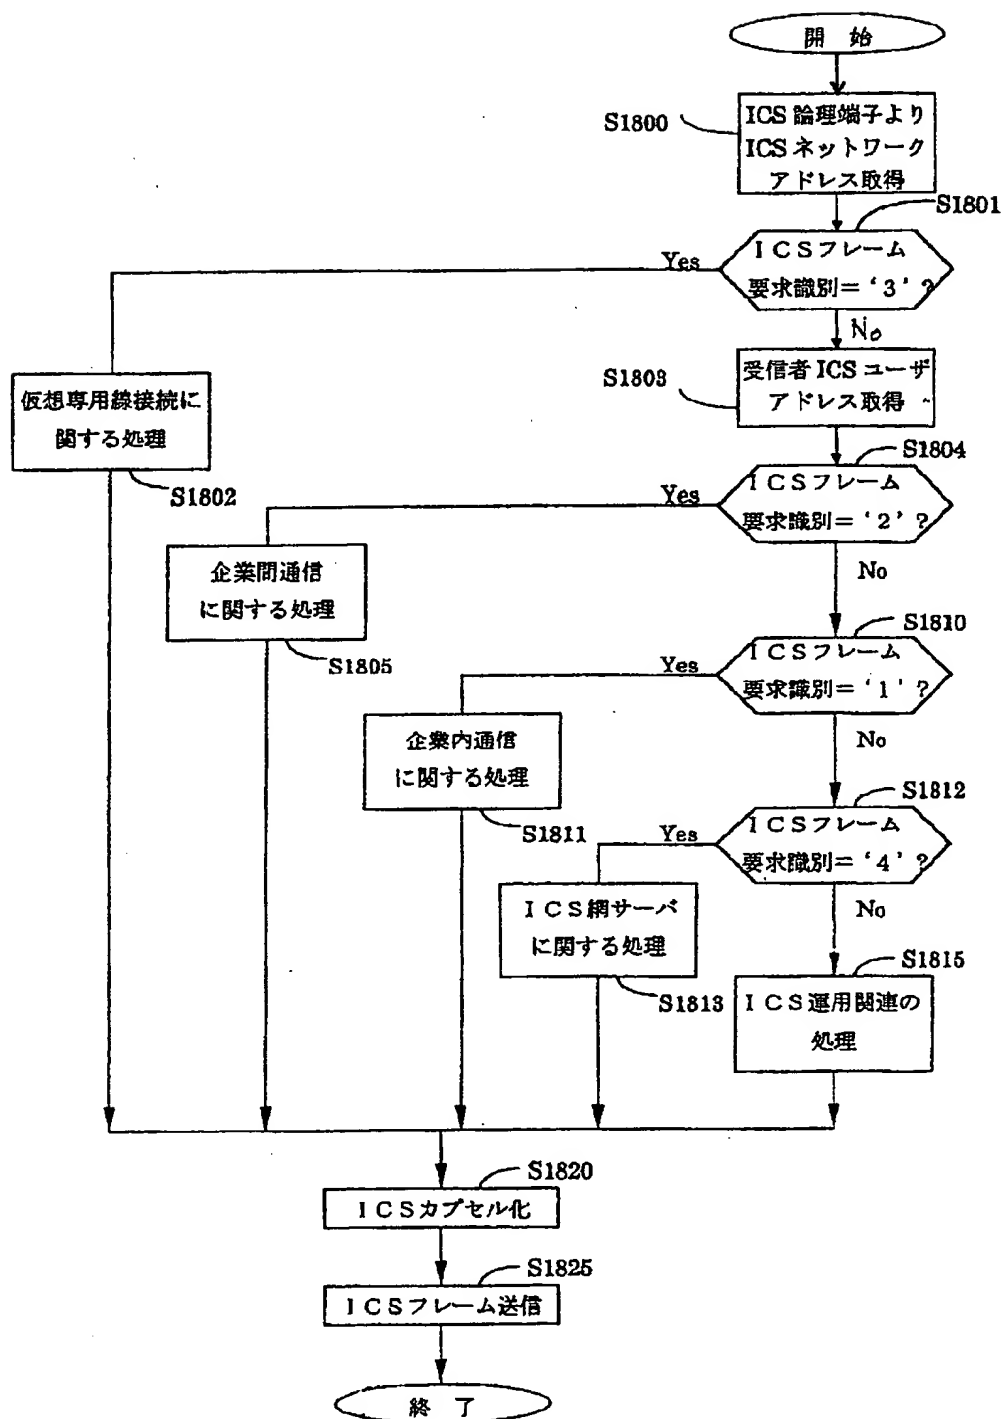 開 始
S1800
ICS論理端子より
ICSネットワーク
アドレス取得
S1801
ICSフレーム
要求識別＝‘3’?
Yes
No
仮想専用線接続に
関する処理
S1802
S1803
受信者ICSユーザ
アドレス取得
S1804
ICSフレーム
要求識別＝‘2’?
Yes
No
企業間通信
に関する処理
S1805
S1810
ICSフレーム
要求識別＝‘1’?
Yes
No
企業内通信
に関する処理
S1811
S1812
ICSフレーム
要求識別＝‘4’?
Yes
No
ICS網サーバ
に関する処理
S1813
S1815
ICS運用関連の
処理
S1820
ICSカプセル化
S1825
ICSフレーム送信
終 了